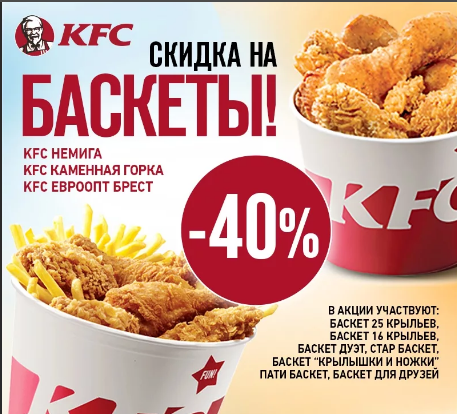 KFC
СКИДКА НА
БАСКЕТЫ!
KFC НЕМИГА
KFC КАМЕННАЯ ГОРКА
KFC ЕВРООПТ БРЕСТ
-40%
KFC
FUN!
В АКЦИИ УЧАСТВУЮТ:
БАСКЕТ 25 КРЫЛЬЕВ,
БАСКЕТ 16 КРЫЛЬЕВ,
БАСКЕТ ДУЭТ, СТАР БАСКЕТ,
БАСКЕТ "КРЫЛЫШКИ И НОЖКИ"
ПАТИ БАСКЕТ, БАСКЕТ ДЛЯ ДРУЗЕЙ